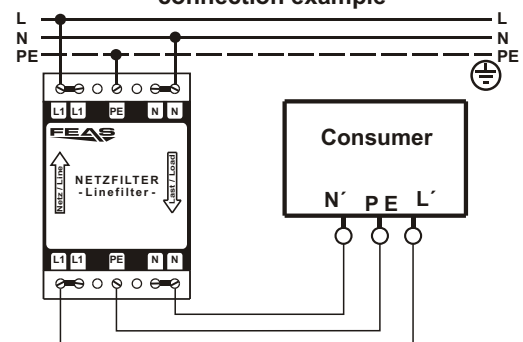 connection example
L L
N N
PE PE
L1 L1 PE N N
FEAS
Netz / Line
NETZFILTER
-Linefilter-
Last / Load
L1 L1 PE N N
Consumer
N´ PE L´